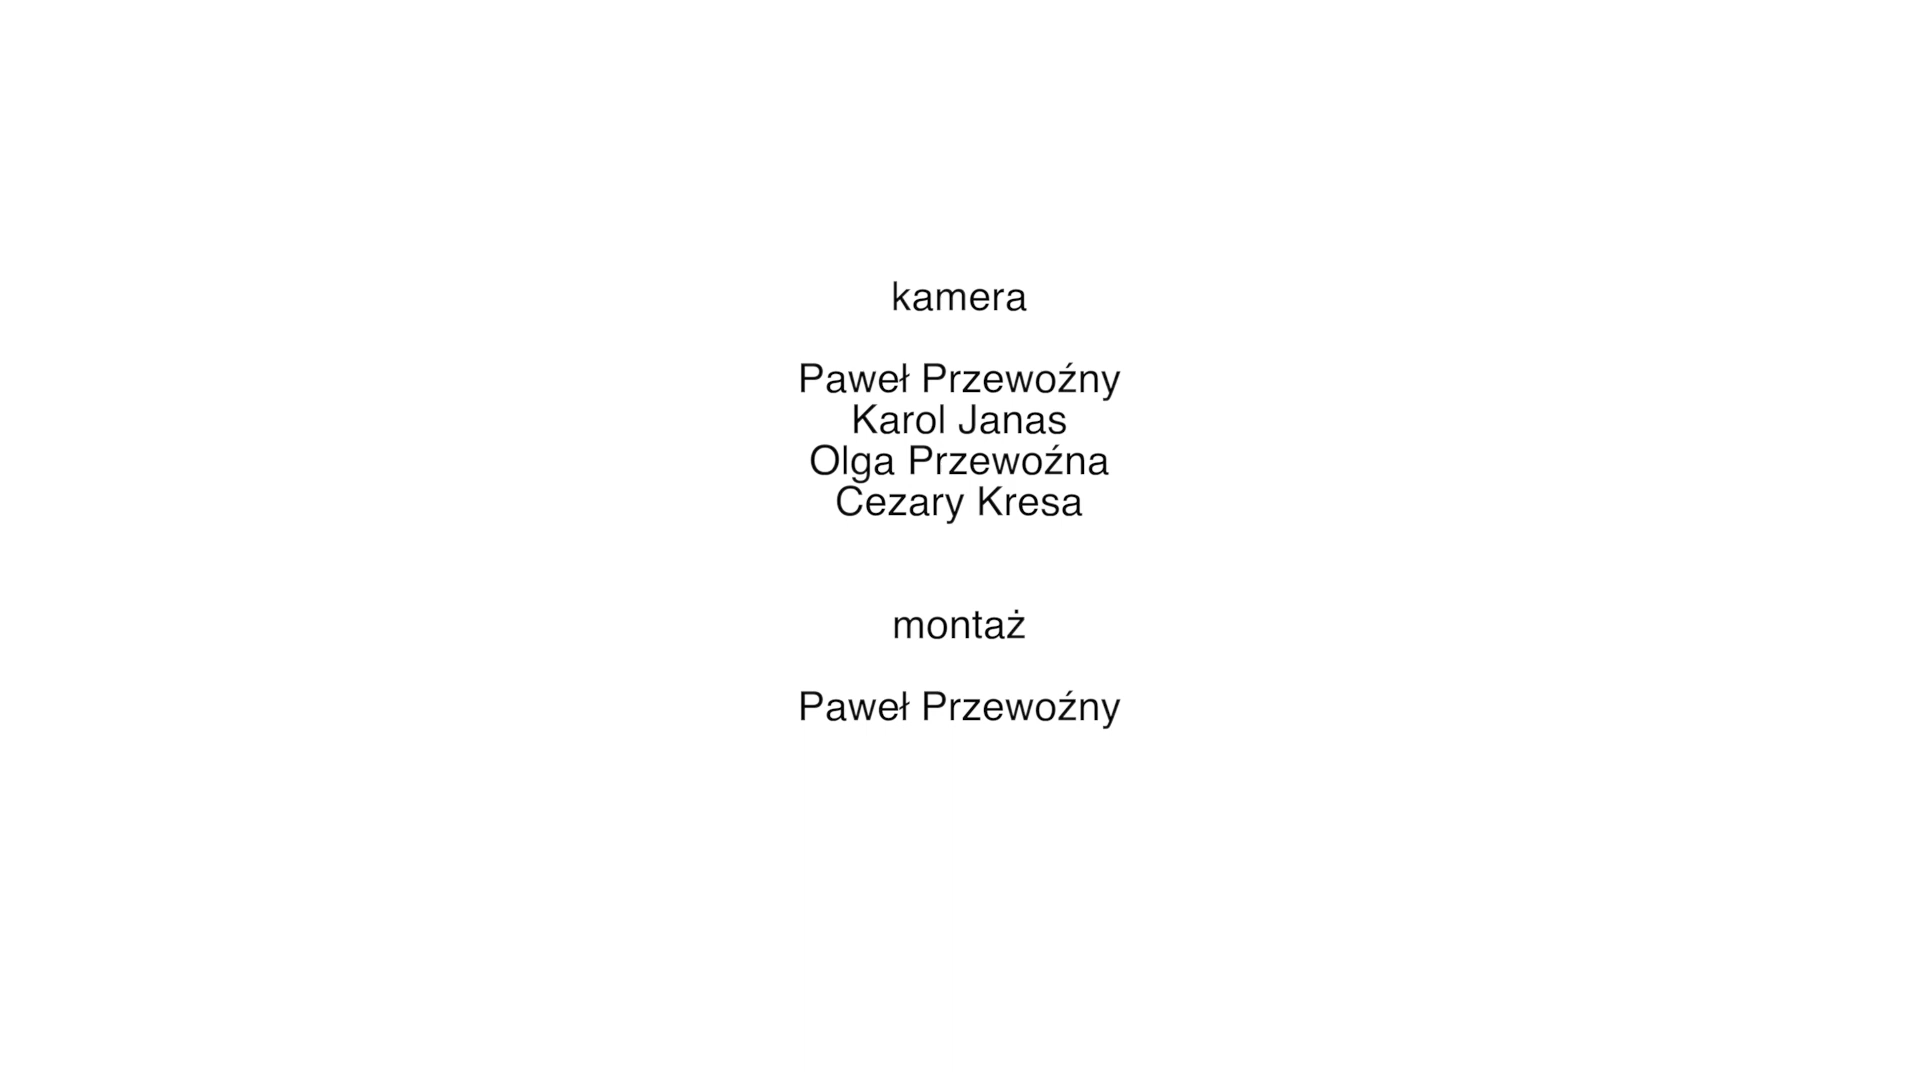 kamera
Paweł Przewoźny
Karol Janas
Olga Przewoźna
Cezary Kresa
montaż
Paweł Przewoźny